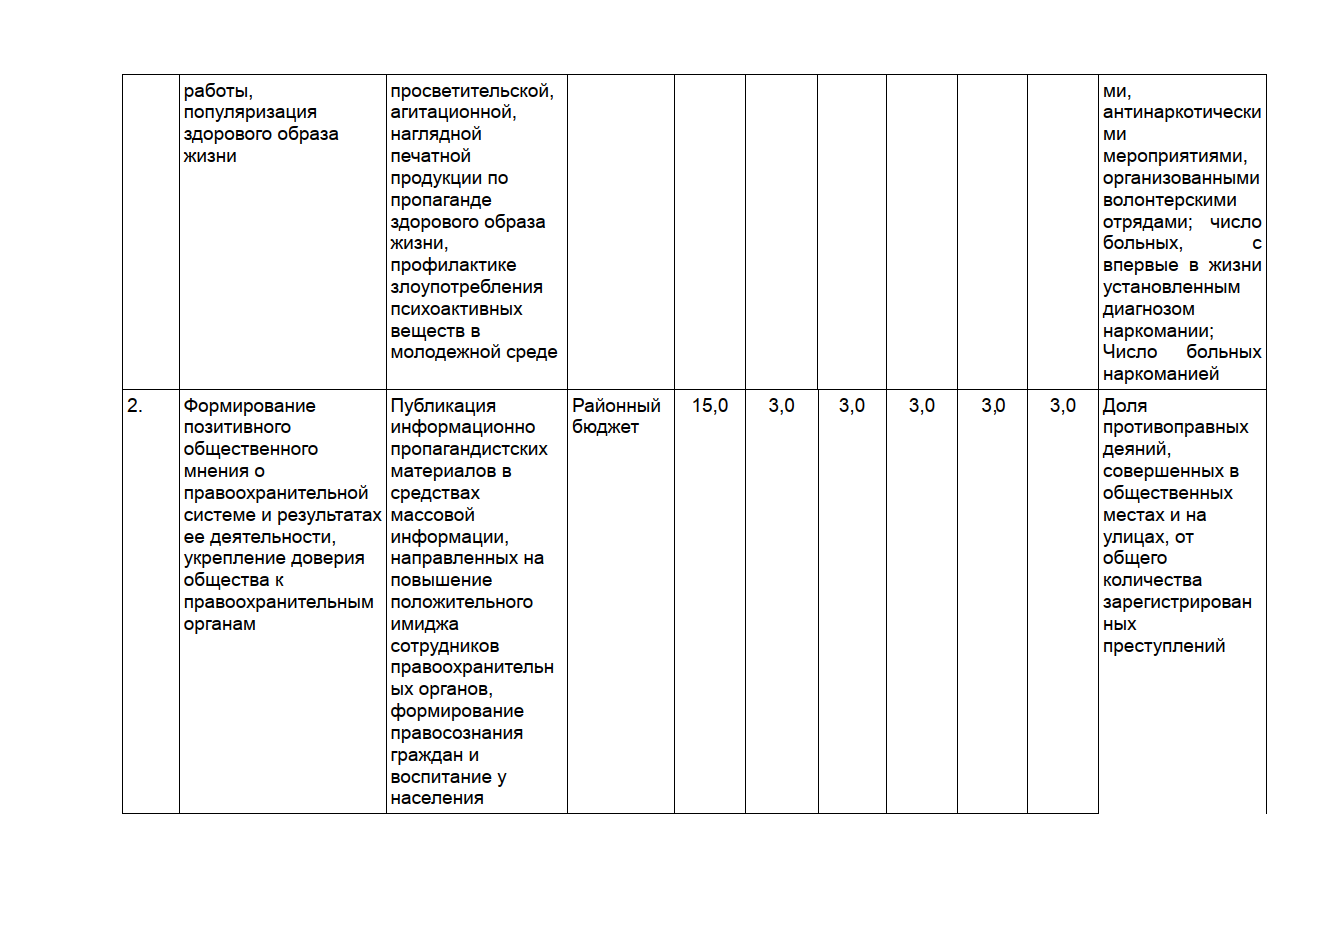 работы,
популяризация
здорового образа
жизни
просветительской,
агитационной,
наглядной
печатной
продукции по
пропаганде
здорового образа
жизни,
профилактике
злоупотребления
психоактивных
веществ в
молодежной среде
ми,
антинаркотически
ми
мероприятиями,
организованными
волонтерскими
отрядами; число
больных, с
впервые в жизни
установленным
диагнозом
наркомании;
Число больных
наркоманией
2.
Формирование
позитивного
общественного
мнения о
правоохранительной
системе и результатах
ее деятельности,
укрепление доверия
общества к
правоохранительным
органам
Публикация
информационно
пропагандистских
материалов в
средствах
массовой
информации,
направленных на
повышение
положительного
имиджа
сотрудников
правоохранительн
ых органов,
формирование
правосознания
граждан и
воспитание у
населения
Районный
бюджет
15,0
3,0
3,0
3,0
3,0
3,0
Доля
противоправных
деяний,
совершенных в
общественных
местах и на
улицах, от
общего
количества
зарегистрирован
ных
преступлений